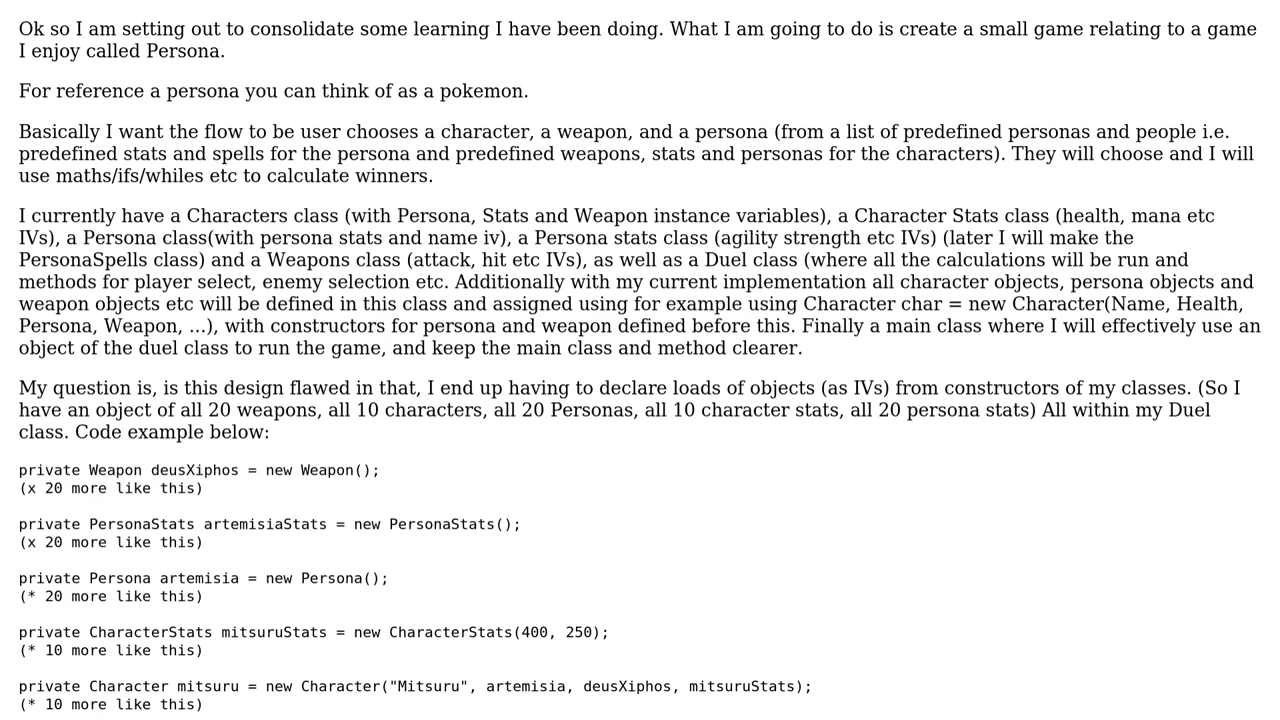 Ok so I am setting out to consolidate some learning I have been doing. What I am going to do is create a small game relating to a game
I enjoy called Persona.
For reference a persona you can think of as a pokemon.
Basically I want the flow to be user chooses a character, a weapon, and a persona (from a list of predefined personas and people i.e.
predefined stats and spells for the persona and predefined weapons, stats and personas for the characters). They will choose and I will
use maths/ifs/whiles etc to calculate winners.
I currently have a Characters class (with Persona, Stats and Weapon instance variables), a Character Stats class (health, mana etc
IVs), a Persona class(with persona stats and name iv), a Persona stats class (agility strength etc IVs) (later I will make the
PersonaSpells class) and a Weapons class (attack, hit etc IVs), as well as a Duel class (where all the calculations will be run and
methods for player select, enemy selection etc. Additionally with my current implementation all character objects, persona objects and
weapon objects etc will be defined in this class and assigned using for example using Character char = new Character(Name, Health,
Persona, Weapon, ...), with constructors for persona and weapon defined before this. Finally a main class where I will effectively use an
object of the duel class to run the game, and keep the main class and method clearer.
My question is, is this design flawed in that, I end up having to declare loads of objects (as IVs) from constructors of my classes. (So I
have an object of all 20 weapons, all 10 characters, all 20 Personas, all 10 character stats, all 20 persona stats) All within my Duel
class. Code example below:
private Weapon deusXiphos = new Weapon();
(x 20 more like this)
private PersonaStats artemisiaStats = new PersonaStats();
(x 20 more like this)
private Persona artemisia = new Persona();
(* 20 more like this)
private CharacterStats mitsuruStats = new CharacterStats(400, 250);
(* 10 more like this)
private Character mitsuru = new Character("Mitsuru", artemisia, deusXiphos, mitsuruStats);
(* 10 more like this)